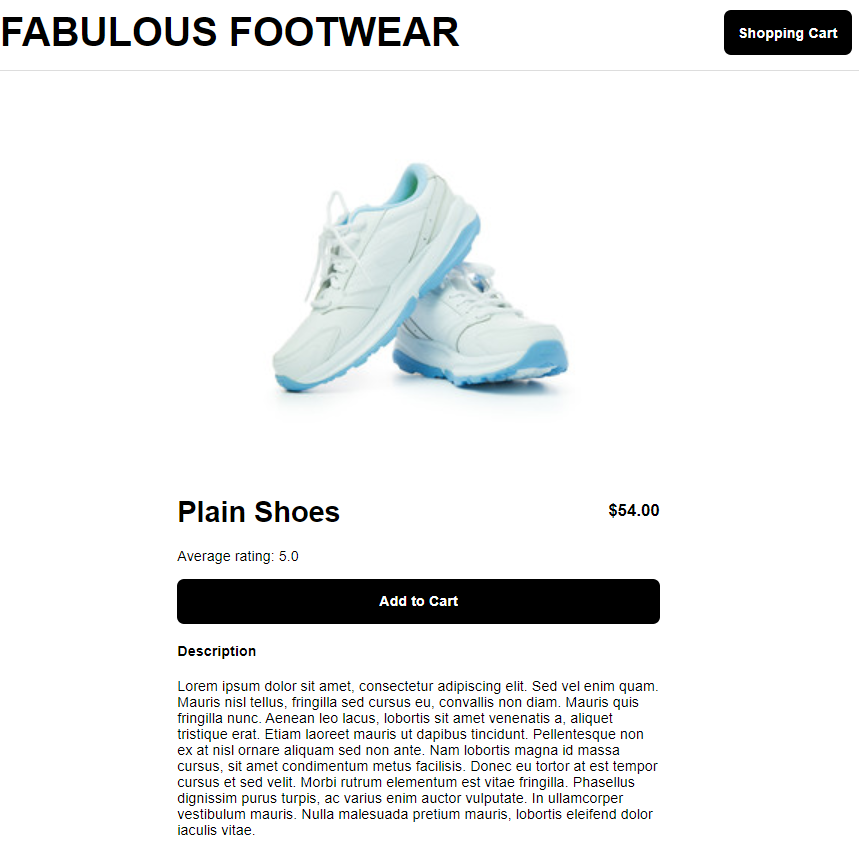 FABULOUS FOOTWEAR
Shopping Cart
Plain Shoes
$54.00
Average rating: 5.0
Add to Cart
Description
Lorem ipsum dolor sit amet, consectetur adipiscing elit. Sed vel enim quam.
Mauris nisl tellus, fringilla sed cursus eu, convallis non diam. Mauris quis
fringilla nunc. Aenean leo lacus, lobortis sit amet venenatis a, aliquet
tristique erat. Etiam laoreet mauris ut dapibus tincidunt. Pellentesque non
ex at nisl ornare aliquam sed non ante. Nam lobortis magna id massa
cursus, sit amet condimentum metus facilisis. Donec eu tortor at est tempor
cursus et sed velit. Morbi rutrum elementum est vitae fringilla. Phasellus
dignissim purus turpis, ac varius enim auctor vulputate. In ullamcorper
vestibulum mauris. Nulla malesuada pretium mauris, lobortis eleifend dolor
iaculis vitae.